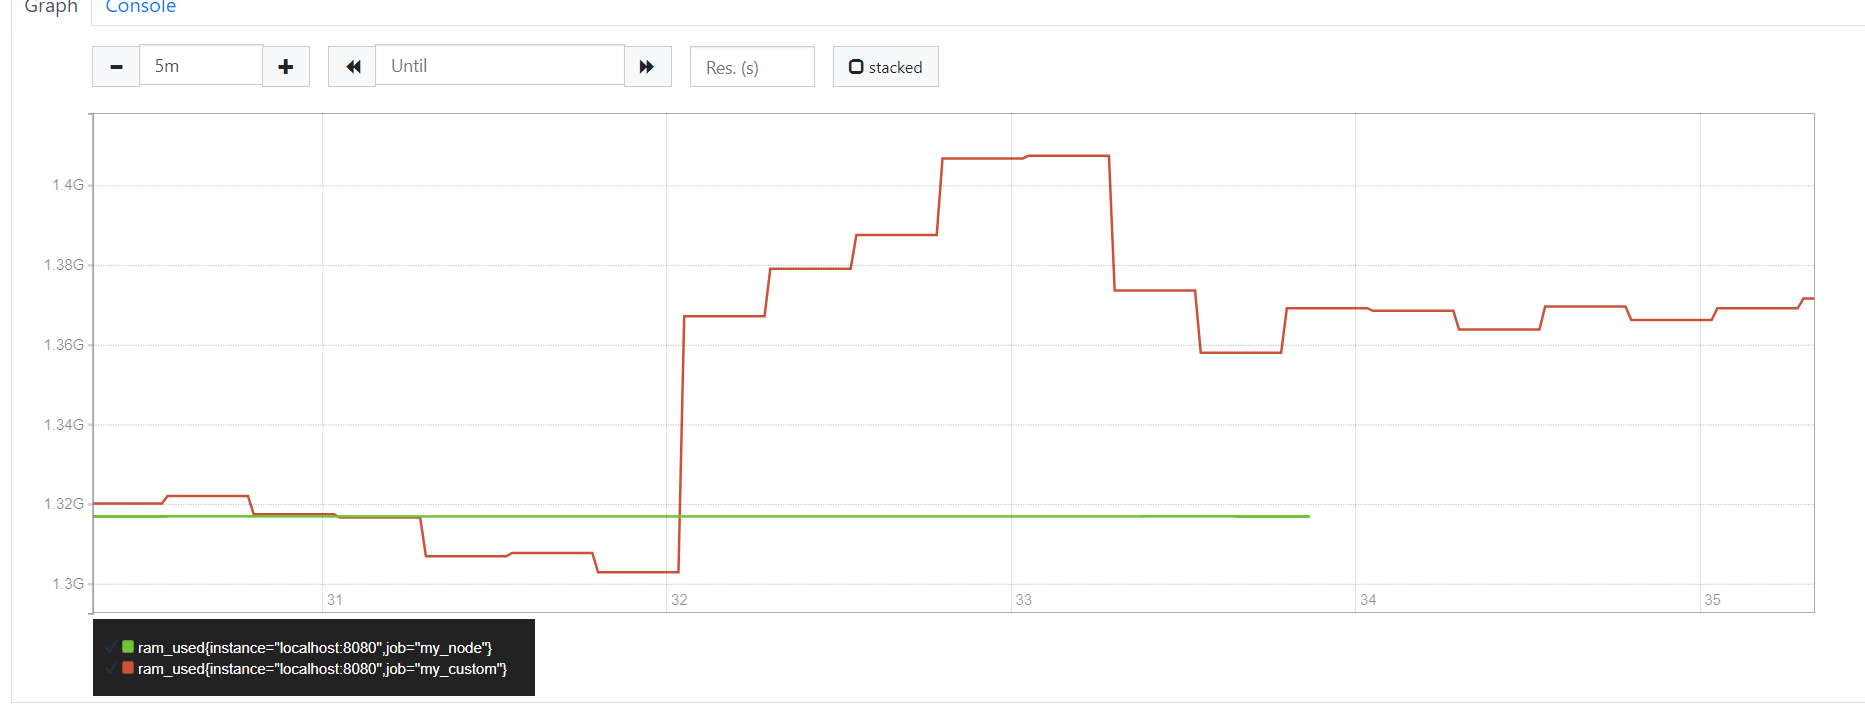 Graph Console
5m Until Res. (s) stacked
1.4G
1.38G
1.36G
1.34G
1.32G
1.3G
31 32 33 34 35
ram_used{instance="localhost:8080",job="my_node"}
ram_used{instance="localhost:8080",job="my_custom"}